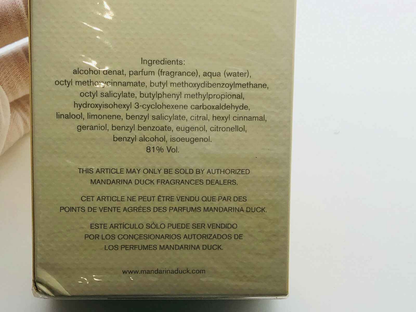 Ingredients:
alcohol denat, parfum (fragrance), aqua (water),
octyl methoxycinnamate, butyl methoxydibenzoylmethane,
octyl salicylate, butylphenyl methylpropional,
hydroxyisohexyl 3-cyclohexene carboxaldehyde,
linalool, limonene, benzyl salicylate, citral, hexyl cinnamal,
geraniol, benzyl benzoate, eugenol, citronellol,
benzyl alcohol, isoeugenol.
81% Vol.
THIS ARTICLE MAY ONLY BE SOLD BY AUTHORIZED
MANDARINA DUCK FRAGRANCES DEALERS.
CET ARTICLE NE PEUT ÊTRE VENDU QUE PAR DES
POINTS DE VENTE AGRÉES DES PARFUMS MANDARINA DUCK
ESTE ARTICULO SÓLO PUEDE SER VENDIDO
POR LOS CONCESIONARIOS AUTORIZADOS DE
LOS PERFUMES MANDARINA DUCK.
www.mandarinaduck.com